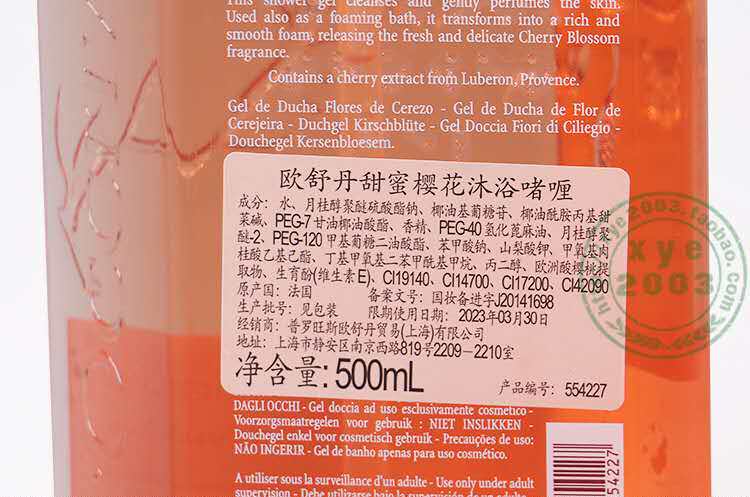 This shower gel cleanses and gently perfumes the skin.
Used also as a foaming bath, it transforms into a rich and
smooth foam, releasing the fresh and delicate Cherry Blossom
fragrance.
Contains a cherry extract from Luberon, Provence.
Gel de Ducha Flores de Cerezo - Gel de Ducha de Flor de
Cerejeira - Duchgel Kirschblüte - Gel Doccia Fiori di Ciliegio -
Douchegel Kersenbloesem.
欧舒丹甜蜜樱花沐浴啫喱
成分：水、月桂醇聚醚硫酸酯钠、椰油基葡糖苷、椰油酰胺丙基甜
菜碱、PEG-7甘油椰油酸酯、香精、PEG-40氢化蓖麻油、月桂醇聚
醚-2、PEG-120甲基葡糖二油酸酯、苯甲酸钠、山梨酸钾、甲氧基肉
桂酸乙基己酯、丁基甲氧基二苯甲酰基甲烷、丙二醇、欧洲酸樱桃提
取物、生育酚(维生素E)、CI19140、CI14700、CI17200、CI42090
原产国：法国 备案文号：国妆备进字J20141698
生产批号：见包装 限期使用日期：2023年03月30日
经销商：普罗旺斯欧舒丹贸易(上海)有限公司
地址：上海市静安区南京西路819号2209-2210室
净含量：500mL 产品编号：554227
xye
2003
DAGLI OCCHI - Gel doccia ad uso esclusivamente cosmetico -
Voorzorgsmaatregelen voor gebruik : NIET INSLIKKEN -
Douchegel enkel voor cosmetisch gebruik - Precauções de uso:
NÃO INGERIR - Gel de banho apenas para uso cosmético.
A utiliser sous la surveillance d'un adulte - Use only under adult
supervision - Debe utilizarse bajo la supervisión de un adulto
554227